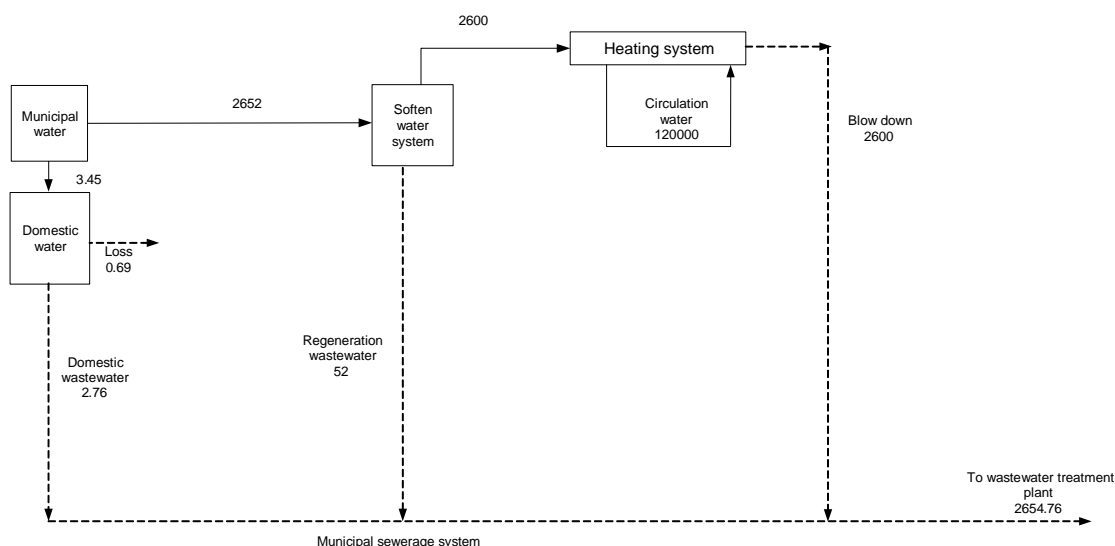 2600
Heating system
Municipal
water
2652
Soften
water
system
Circulation
water
120000
Blow down
2600
3.45
Domestic
water
Loss
0.69
Regeneration
wastewater
52
Domestic
wastewater
2.76
To wastewater treatment
plant
2654.76
Municipal sewerage system